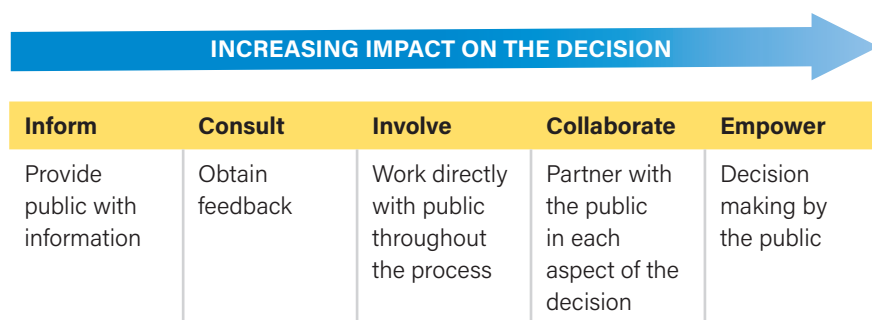 INCREASING IMPACT ON THE DECISION
Inform
Consult
Involve
Collaborate
Empower
Provide
public with
information
Obtain
feedback
Work directly
with public
throughout
the process
Partner with
the public
in each
aspect of the
decision
Decision
making by
the public